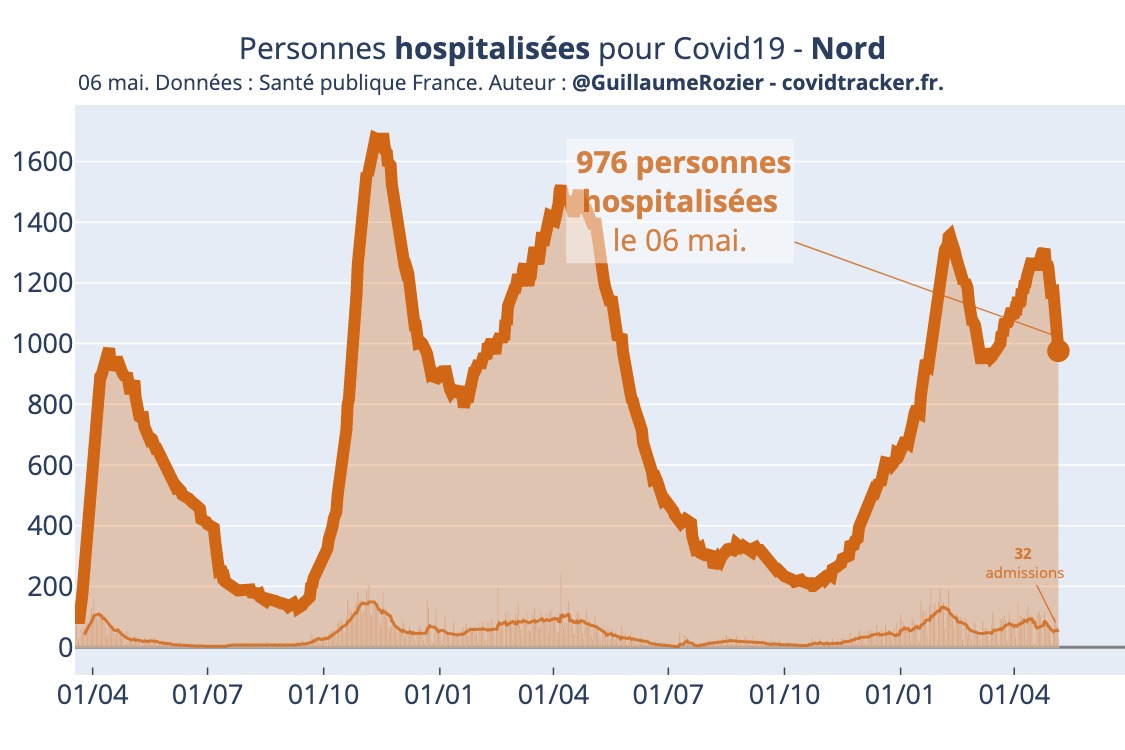 Personnes hospitalisées pour Covid19 - Nord
06 mai. Données : Santé publique France. Auteur : @GuillaumeRozier - covidtracker.fr.
976 personnes
hospitalisées
le 06 mai.
1600
1400
1200
1000
800
600
400
200
0
32
admissions
01/04 01/07 01/10 01/01 01/04 01/07 01/10 01/01 01/04